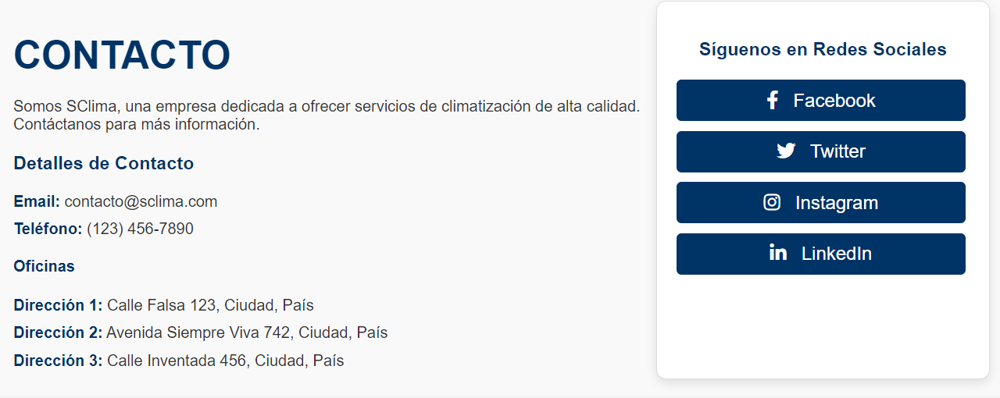 CONTACTO
Somos SClima, una empresa dedicada a ofrecer servicios de climatización de alta calidad.
Contáctanos para más información.
Detalles de Contacto
Email: contacto@sclima.com
Teléfono: (123) 456-7890
Oficinas
Dirección 1: Calle Falsa 123, Ciudad, País
Dirección 2: Avenida Siempre Viva 742, Ciudad, País
Dirección 3: Calle Inventada 456, Ciudad, País
Síguenos en Redes Sociales
Facebook
Twitter
Instagram
LinkedIn